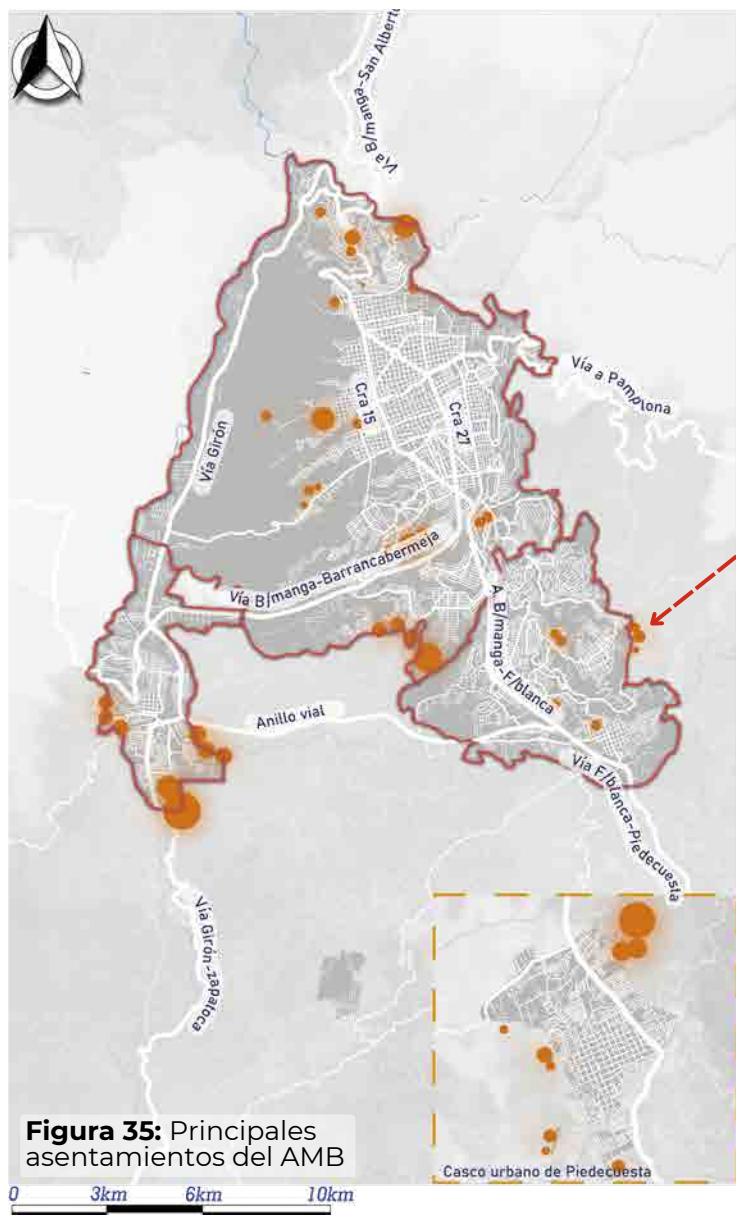 Vía B/manga-San Alberto
Vía a Pamplona
Cra 15
Cra 27
Vía Girón
Vía B/manga-Barrancabermeja
A. B/manga-F/blanca
Anillo vial
Vía F/blanca-Piedecuesta
Vía Girón-zapatoca
Figura 35: Principales
asentamientos del AMB
Casco urbano de Piedecuesta
0 3km 6km 10km